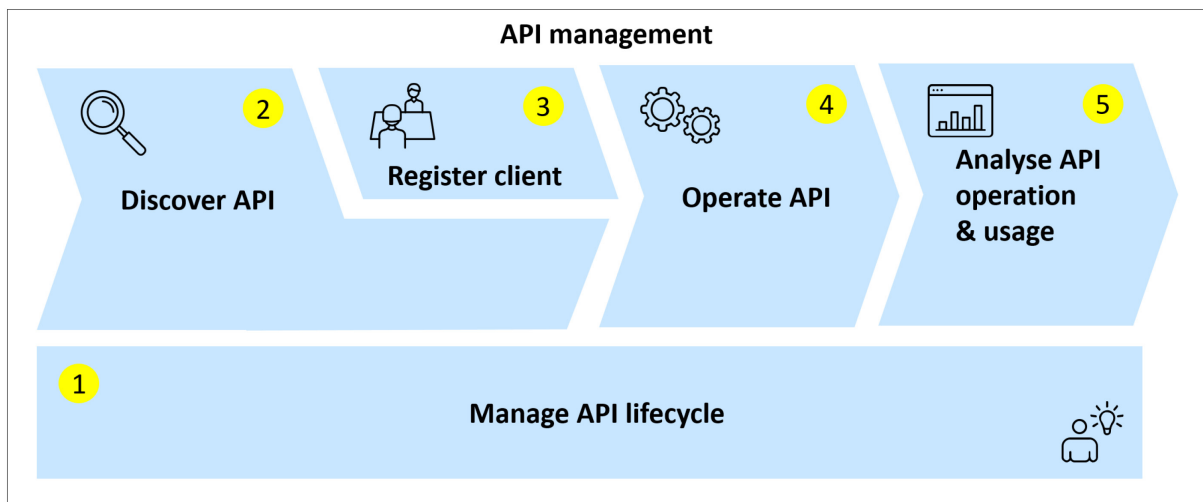 API management
2
Discover API
3
Register client
4
Operate API
5
Analyse API
operation
& usage
1
Manage API lifecycle